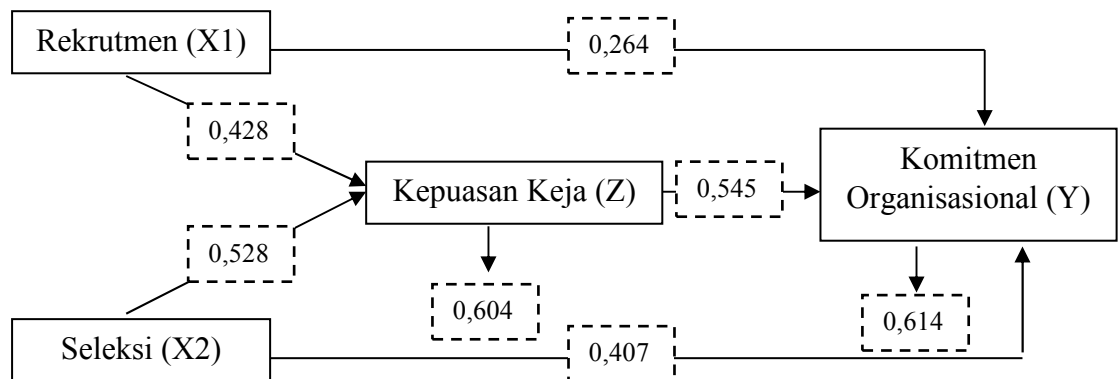 Rekrutmen (X1)
0,264
0,428
Kepuasan Keja (Z)
0,545
Komitmen
Organisasional (Y)
0,528
0,604
0,614
Seleksi (X2)
0,407